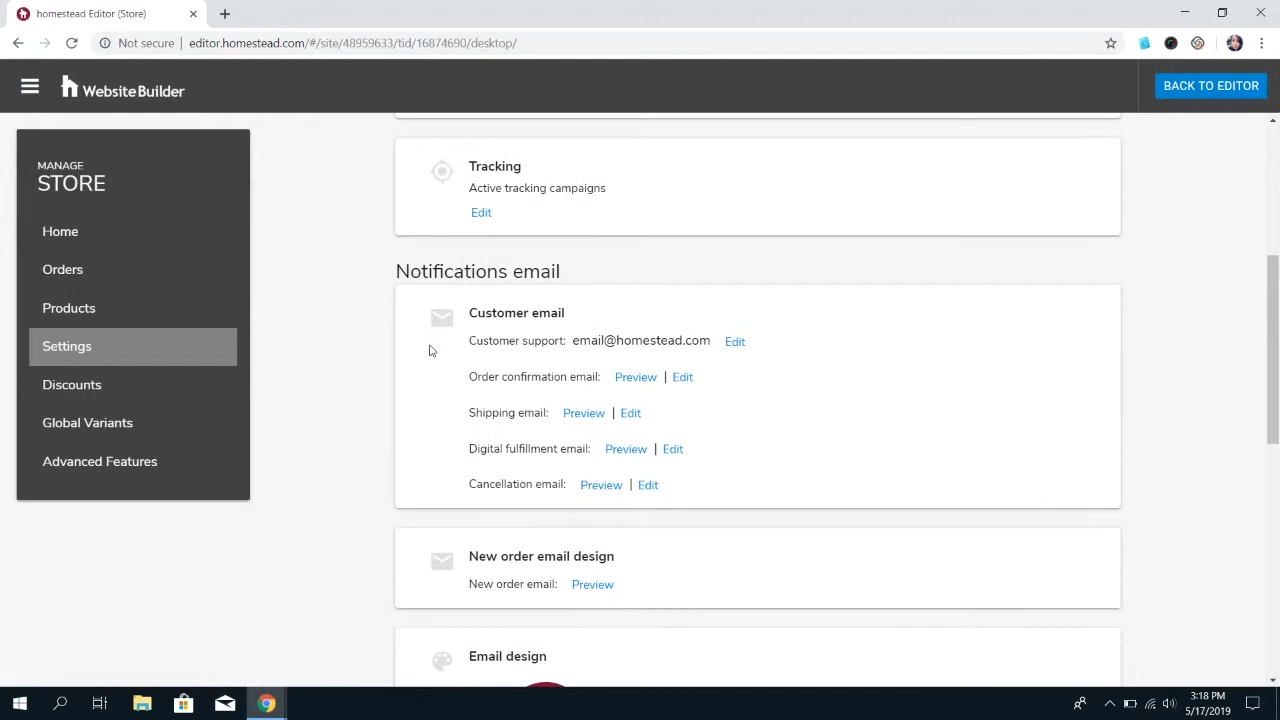 homestead Editor (Store)
Not secure | editor.homestead.com/#/site/48959633/tid/16874690/desktop/
h WebsiteBuilder
BACK TO EDITOR
MANAGE
STORE
Home
Orders
Products
Settings
Discounts
Global Variants
Advanced Features
Tracking
Active tracking campaigns
Edit
Notifications email
Customer email
Customer support: email@homestead.com Edit
Order confirmation email: Preview | Edit
Shipping email: Preview | Edit
Digital fulfillment email: Preview | Edit
Cancellation email: Preview | Edit
New order email design
New order email: Preview
Email design
3:18 PM
5/17/2019